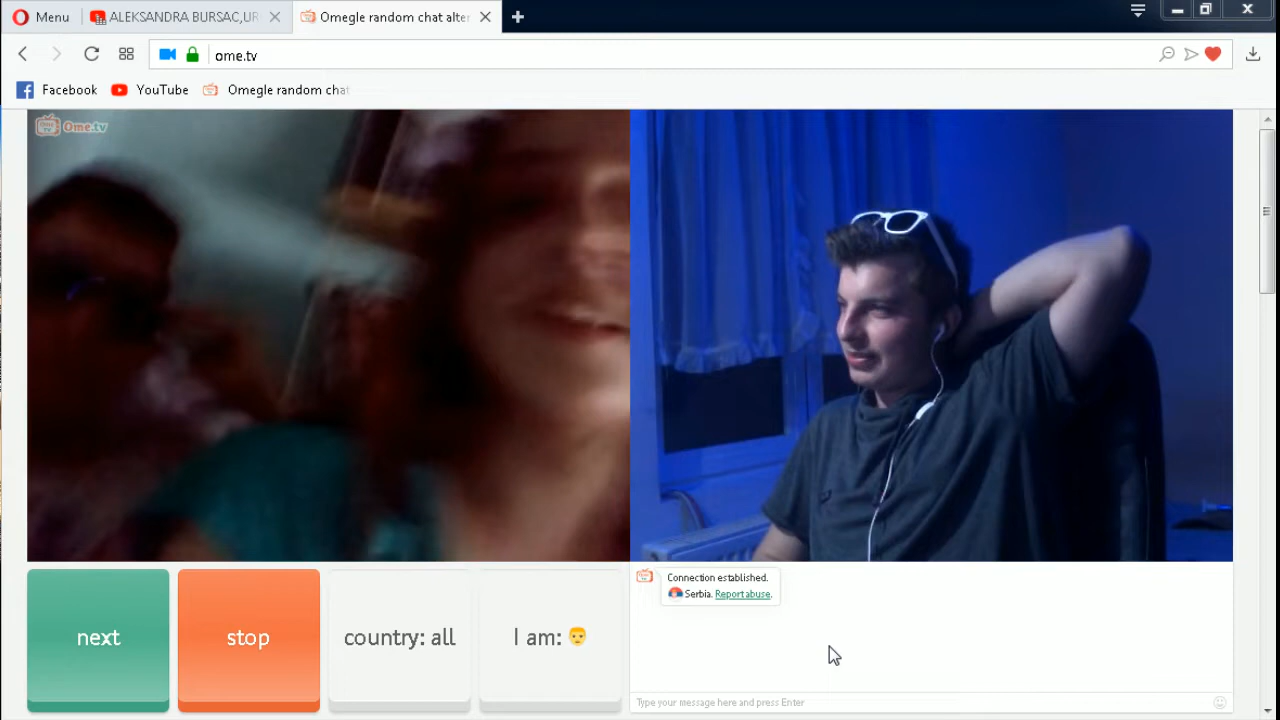 Menu
ALEKSANDRA BURSAC,UR
Omegle random chat alter
ome.tv
Facebook
YouTube
Omegle random chat
Ome.tv
next
stop
country: all
I am:
Connection established.
Serbia. Report abuse.
Type your message here and press Enter